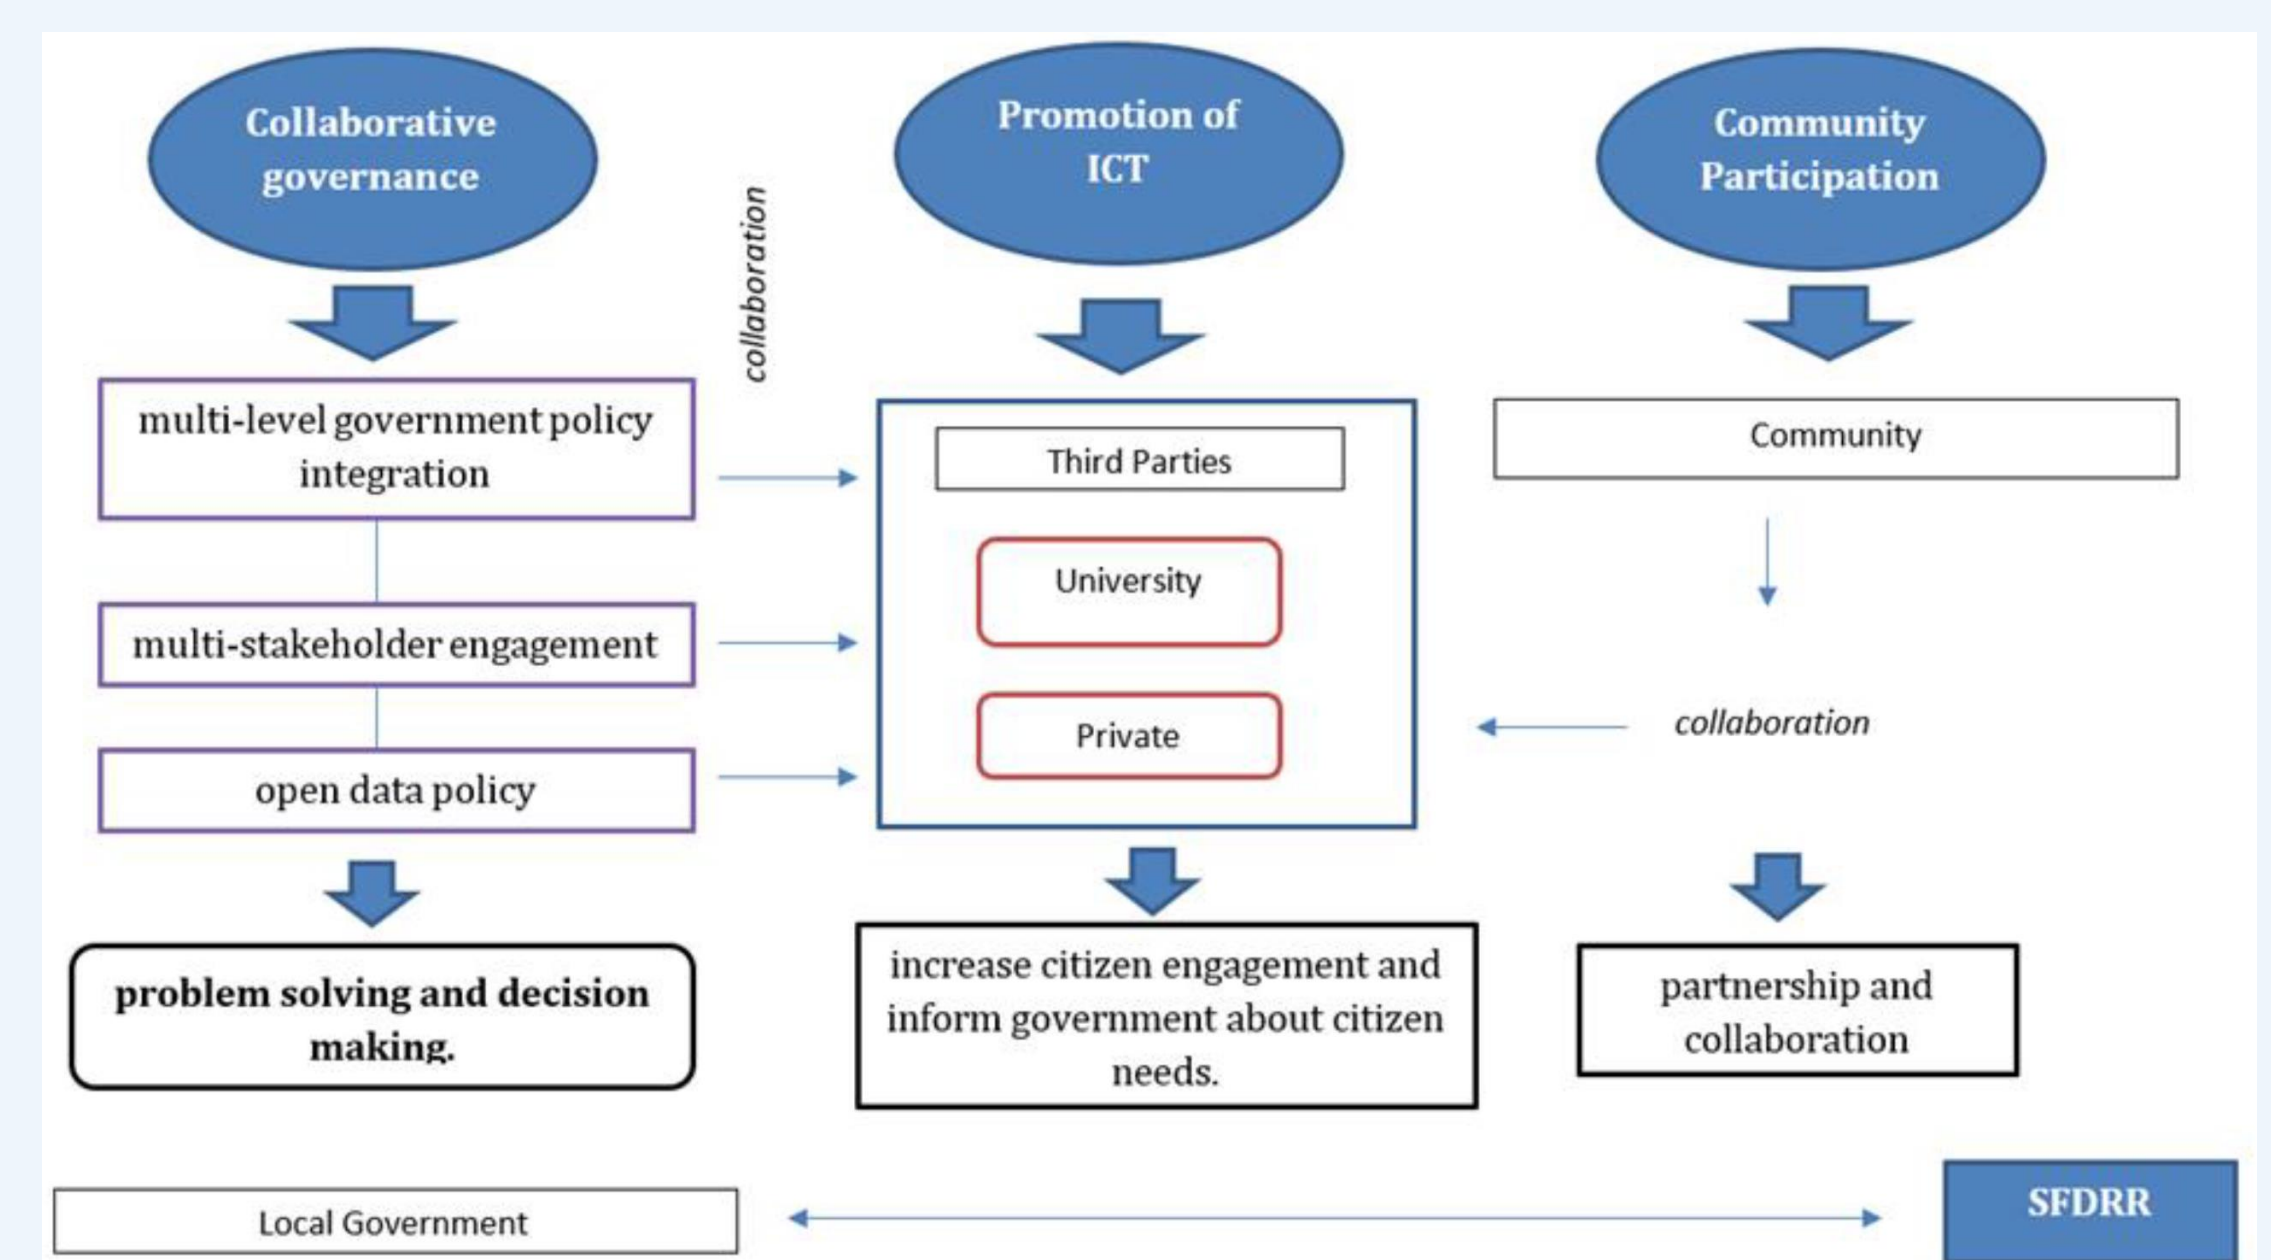 Collaborative
governance
Promotion of
ICT
Community
Participation
collaboration
multi-level government policy
integration
multi-stakeholder engagement
open data policy
Third Parties
University
Private
Community
collaboration
problem solving and decision
making.
increase citizen engagement and
inform government about citizen
needs.
partnership and
collaboration
Local Government
SFDRR